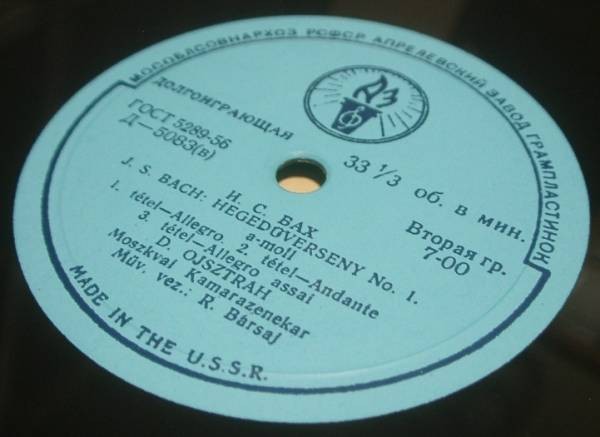 МОСОБЛСОВНАРХОЗ РСФСР АПРЕЛЕВСКИЙ ЗАВОД ГРАМПЛАСТИНОК
ДОЛГОИГРАЮЩАЯ
33 1/3 об. в мин.
ГОСТ 5289-56
Д—5083(в)
Вторая гр.
7-00
И. С. БАХ
J. S. BACH: HEGEDŰVERSENY No. 1.
a-moll
1. tétel—Allegro, 2. tétel—Andante
3. tétel—Allegro assai
D. OJSZTRAH
Moszkvai Kamarazenekar
Műv. vez.: R. Bársaj
MADE IN THE U.S.S.R.